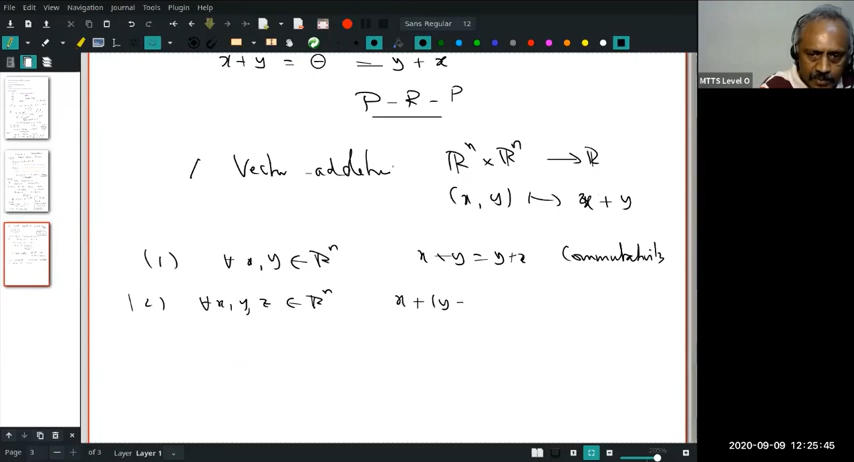 File Edit View Navigation Journal Tools Plugin Help
Sans Regular 12
x + y = ⊖ = y + x
P - R - P
Vector addition ℝⁿ × ℝⁿ → ℝ
(x, y) ↦ x + y
(1) ∀ x, y ∈ ℝⁿ x + y = y + x Commutativity
(2) ∀ x, y, z ∈ ℝⁿ x + (y -
MTTS Level O
Page 3 of 3 Layer Layer 1
2020-09-09 12:25:45